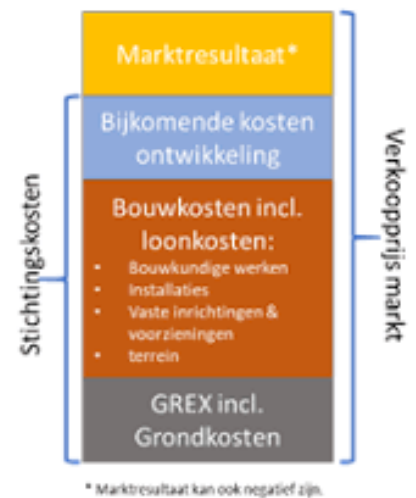 Marktresultaat*
Bijkomende kosten
ontwikkeling
Bouwkosten incl.
loonkosten:
• Bouwkundige werken
• Installaties
• Vaste inrichtingen &
voorzieningen
• terrein
GREX incl.
Grondkosten
Stichtingskosten
Verkoopprijs markt
* Marktresultaat kan ook negatief zijn.